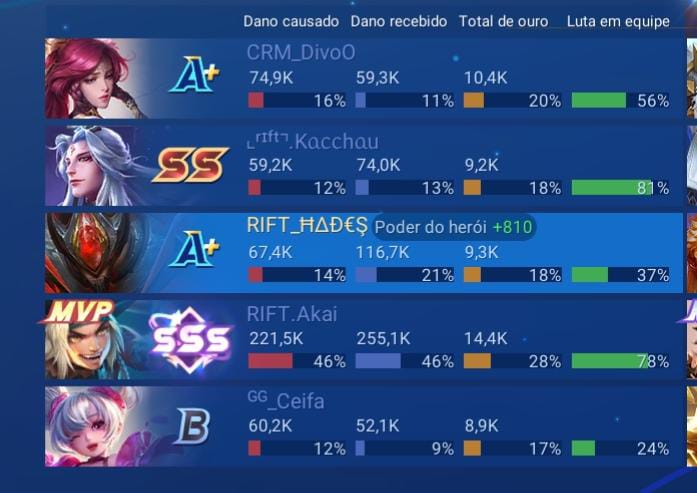 Dano causado Dano recebido Total de ouro Luta em equipe
A+ CRM_DivoO
74,9K 59,3K 10,4K
16% 11% 20% 56%
SS ⌞ʳɪfᵗ⌝.Kαcchαu
59,2K 74,0K 9,2K
12% 13% 18% 81%
A+ RIFT_ĦΔĐ€Ş Poder do herói +810
67,4K 116,7K 9,3K
14% 21% 18% 37%
MVP SSS RIFT.Akai
221,5K 255,1K 14,4K
46% 46% 28% 78%
B ᴳᴳ_Ceifa
60,2K 52,1K 8,9K
12% 9% 17% 24%